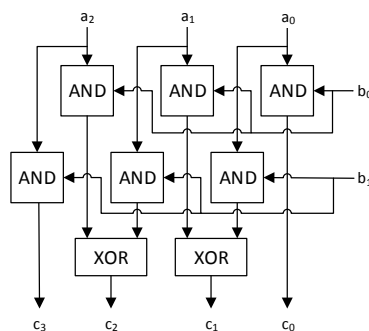 a2 a1 a0
AND AND AND b0
AND AND AND b1
XOR XOR
c3 c2 c1 c0